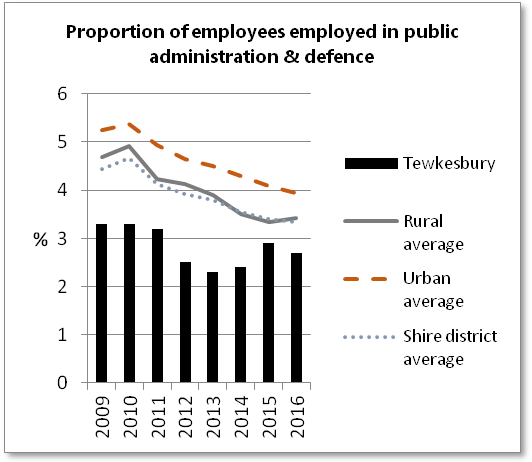 Proportion of employees employed in public
administration & defence
6
5
4
3
2
1
0
%
2009
2010
2011
2012
2013
2014
2015
2016
Tewkesbury
Rural
average
Urban
average
Shire district
average